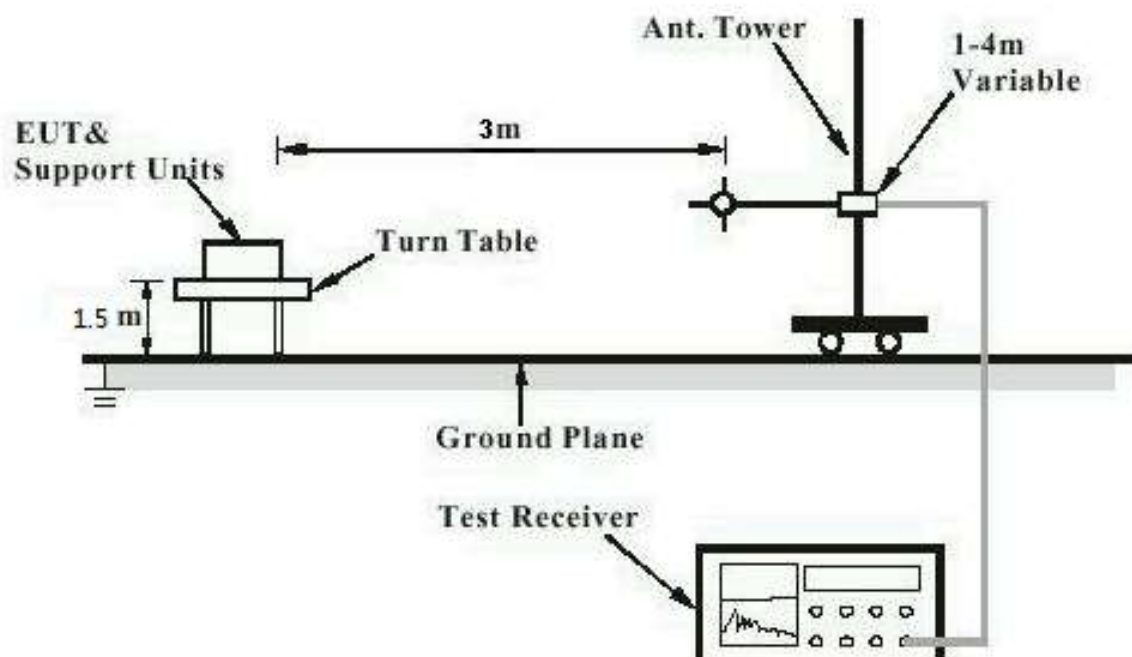 Ant. Tower
1-4m
Variable
3m
EUT&
Support Units
Turn Table
1.5 m
Ground Plane
Test Receiver